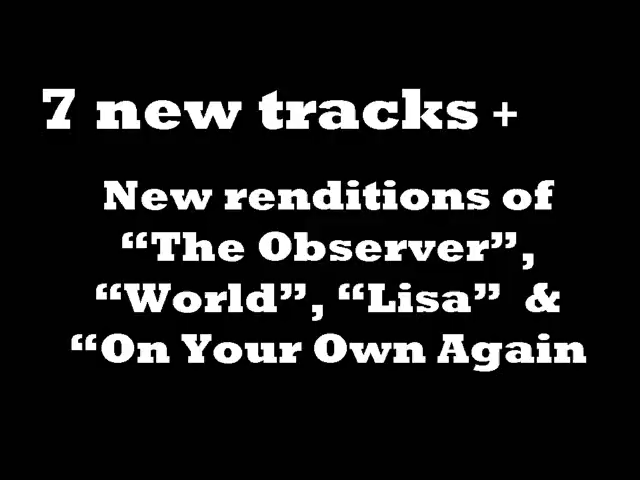 7 new tracks +
New renditions of
“The Observer”,
“World”, “Lisa” &
“On Your Own Again